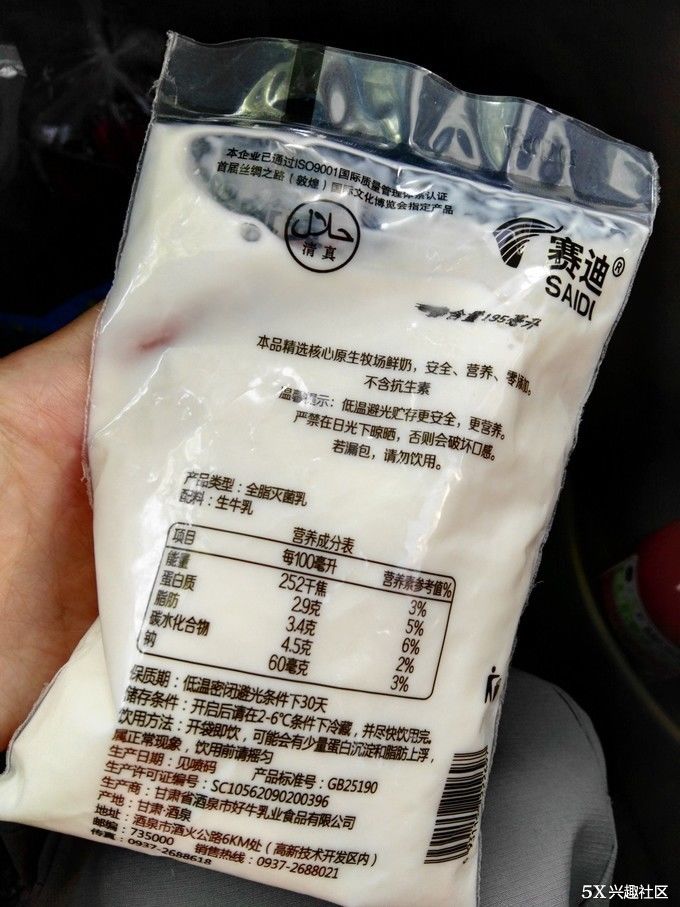 本企业已通过ISO9001国际质量管理体系认证
首届丝绸之路（敦煌）国际文化博览会指定产品
حلال
清真
赛迪®
SAIDI
含量195毫升
本品精选核心原生牧场鲜奶，安全、营养、零添加。
不含抗生素
温馨提示：低温避光贮存更安全，更营养。
严禁在日光下晾晒，否则会破坏口感。
若漏包，请勿饮用。
产品类型：全脂灭菌乳
配料：生牛乳
营养成分表
项目 每100毫升 营养素参考值%
能量 252千焦 3%
蛋白质 2.9克 5%
脂肪 3.4克 6%
碳水化合物 4.5克 2%
钠 60毫克 3%
保质期：低温密闭避光条件下30天
储存条件：开启后请在2-6℃条件下冷藏，并尽快饮用完
饮用方法：开袋即饮，可能会有少量蛋白沉淀和脂肪上浮，
属正常现象，饮用前请摇匀
生产日期：见喷码 产品标准号：GB25190
生产许可证编号：SC10562090200396
生产商：甘肃省酒泉市好牛乳业食品有限公司
产地：甘肃·酒泉
地址：酒泉市酒火公路6KM处（高新技术开发区内）
邮编：735000 销售热线：0937-2688021
传真：0937-2688618
5X兴趣社区